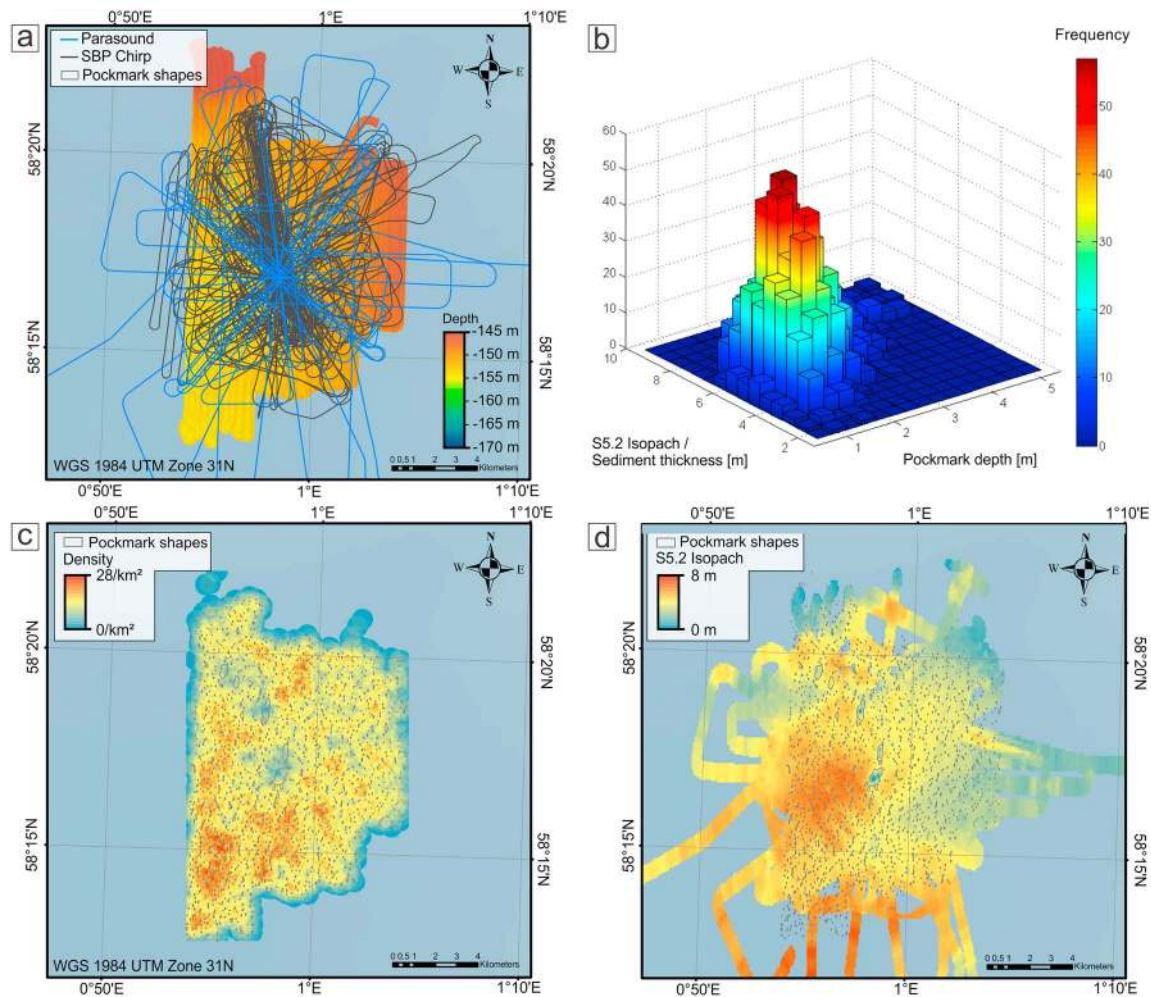 a
0°50'E 1°E 1°10'E
Parasound
SBP Chirp
Pockmark shapes
N
W E
S
58°20'N
58°20'N
58°15'N
58°15'N
Depth
-145 m
-150 m
-155 m
-160 m
-165 m
-170 m
WGS 1984 UTM Zone 31N
0 0.5 1 2 3 4
Kilometers
0°50'E 1°E 1°10'E
b
Frequency
60
50
40
30
20
10
0
10
8
6
4
2
1
2
3
4
5
S5.2 Isopach /
Sediment thickness [m]
Pockmark depth [m]
50
40
30
20
10
0
c
Pockmark shapes
Density
28/km²
0/km²
N
W E
S
58°20'N
58°20'N
58°15'N
58°15'N
WGS 1984 UTM Zone 31N
0 0.5 1 2 3 4
Kilometers
0°50'E 1°E 1°10'E
0°50'E 1°E 1°10'E
d
Pockmark shapes
S5.2 Isopach
8 m
0 m
N
W E
S
58°20'N
58°20'N
58°15'N
58°15'N
0 0.5 1 2 3 4
Kilometers
0°50'E 1°E 1°10'E